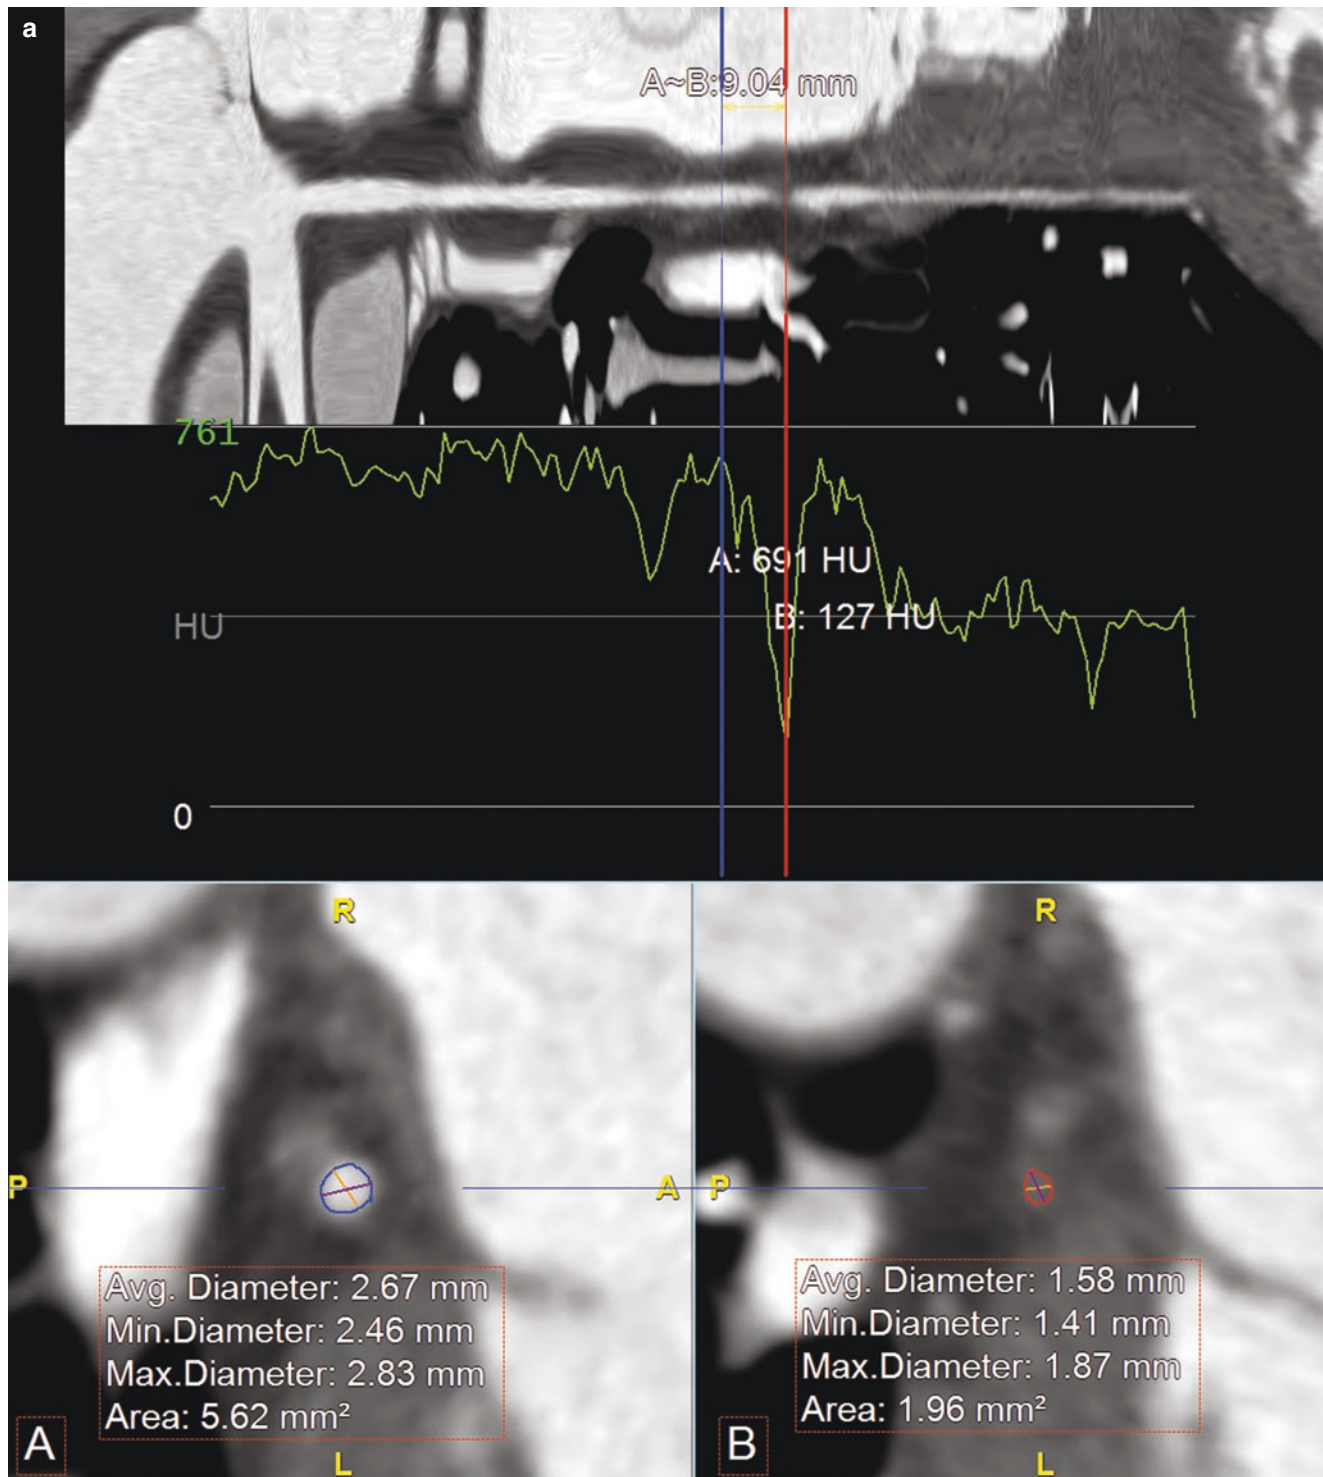 a
A~B:9.04 mm
761
A: 691 HU
B: 127 HU
HU
0
R
R
P
A
P
Avg. Diameter: 2.67 mm
Min.Diameter: 2.46 mm
Max.Diameter: 2.83 mm
Area: 5.62 mm²
Avg. Diameter: 1.58 mm
Min.Diameter: 1.41 mm
Max.Diameter: 1.87 mm
Area: 1.96 mm²
A
L
B
L